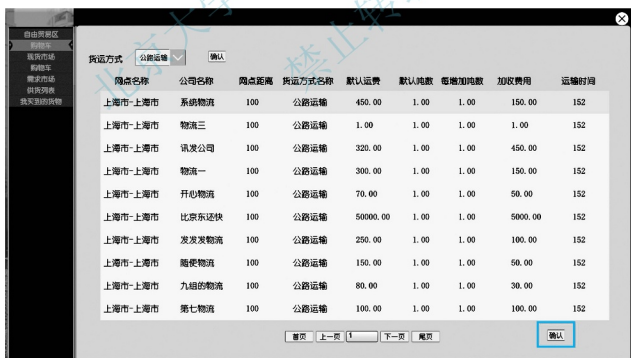 北京大学
禁止转
自由贸易区
购物车
现货市场
购物车
需求市场
供货列表
我买到的货物
货运方式 公路运输 确认
网点名称 公司名称 网点距离 货运方式名称 默认运费 默认吨数 每增加吨数 加收费用 运输时间
上海市-上海市 系统物流 100 公路运输 450.00 1.00 1.00 150.00 152
上海市-上海市 物流三 100 公路运输 1.00 1.00 1.00 1.00 152
上海市-上海市 讯发公司 100 公路运输 320.00 1.00 1.00 450.00 152
上海市-上海市 物流一 100 公路运输 300.00 1.00 1.00 150.00 152
上海市-上海市 开心物流 100 公路运输 70.00 1.00 1.00 50.00 152
上海市-上海市 比京东还快 100 公路运输 50000.00 1.00 1.00 5000.00 152
上海市-上海市 发发发物流 100 公路运输 250.00 1.00 1.00 100.00 152
上海市-上海市 随便物流 100 公路运输 150.00 1.00 1.00 50.00 152
上海市-上海市 九组的物流 100 公路运输 80.00 1.00 1.00 30.00 152
上海市-上海市 第七物流 100 公路运输 100.00 1.00 1.00 100.00 152
首页 上一页 1 下一页 尾页 确认